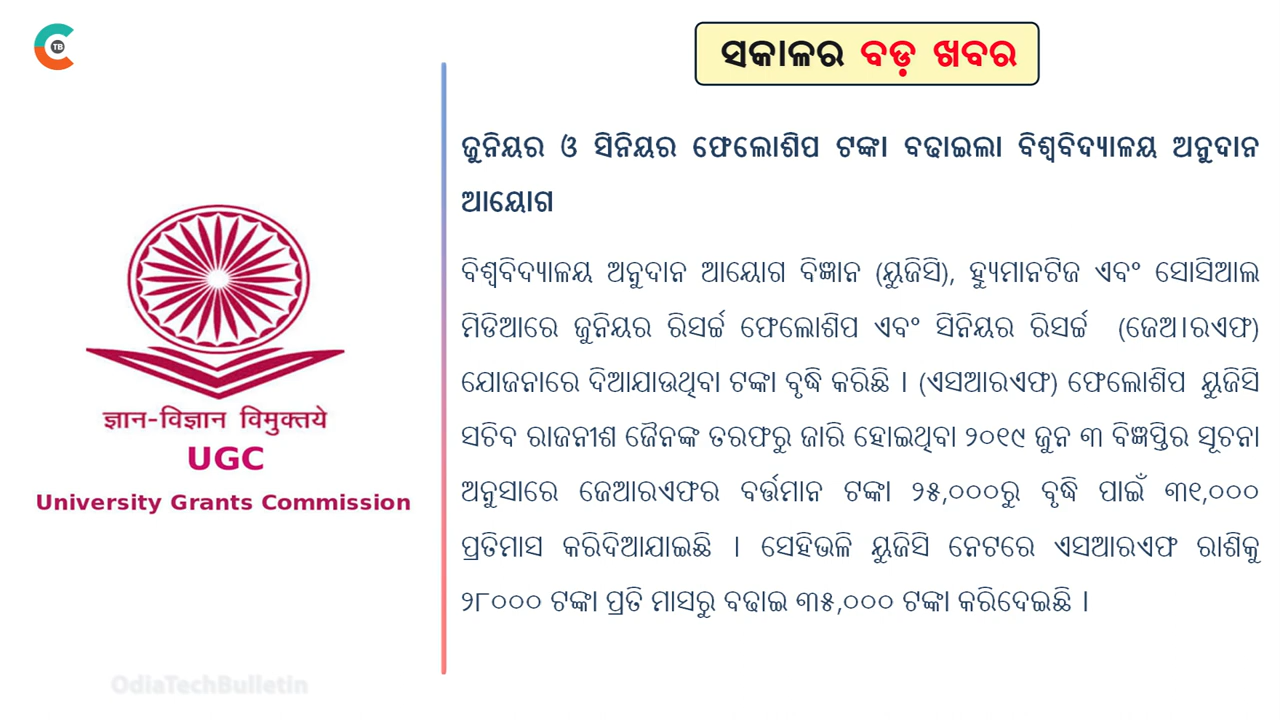 TB
ସକାଳର ବଡ଼ ଖବର
ଜୁନିୟର ଓ ସିନିୟର ଫେଲୋଶିପ ଟଙ୍କା ବଢାଇଲା ବିଶ୍ୱବିଦ୍ୟାଳୟ ଅନୁଦାନ
ଆୟୋଗ
ବିଶ୍ୱବିଦ୍ୟାଳୟ ଅନୁଦାନ ଆୟୋଗ ବିଜ୍ଞାନ (ୟୁଜିସି), ହ୍ୟୁମାନଟିଜ ଏବଂ ସୋସିଆଲ
ମିଡିଆରେ ଜୁନିୟର ରିସର୍ଚ୍ଚ ଫେଲୋଶିପ ଏବଂ ସିନିୟର ରିସର୍ଚ୍ଚ (ଜେଅ।ରଏଫ)
ଯୋଜନାରେ ଦିଆଯାଉଥିବା ଟଙ୍କା ବୃଦ୍ଧି କରିଛି । (ଏସଆରଏଫ) ଫେଲୋଶିପ ୟୁଜିସି
ସଚିବ ରାଜନୀଶ ଜୈନଙ୍କ ତରଫରୁ ଜାରି ହୋଇଥିବା ୨୦୧୯ ଜୁନ ୩ ବିଜ୍ଞପ୍ତିର ସୂଚନା
ଅନୁସାରେ ଜେଆରଏଫର ବର୍ତ୍ତମାନ ଟଙ୍କା ୨୫,୦୦୦ରୁ ବୃଦ୍ଧି ପାଇଁ ୩୧,୦୦୦
ପ୍ରତିମାସ କରିଦିଆଯାଇଛି । ସେହିଭଳି ୟୁଜିସି ନେଟରେ ଏସଆରଏଫ ରାଶିକୁ
୨୮୦୦୦ ଟଙ୍କା ପ୍ରତି ମାସରୁ ବଢାଇ ୩୫,୦୦୦ ଟଙ୍କା କରିଦେଇଛି ।
ज्ञान-विज्ञान विमुक्तये
UGC
University Grants Commission
OdiaTechBulletin